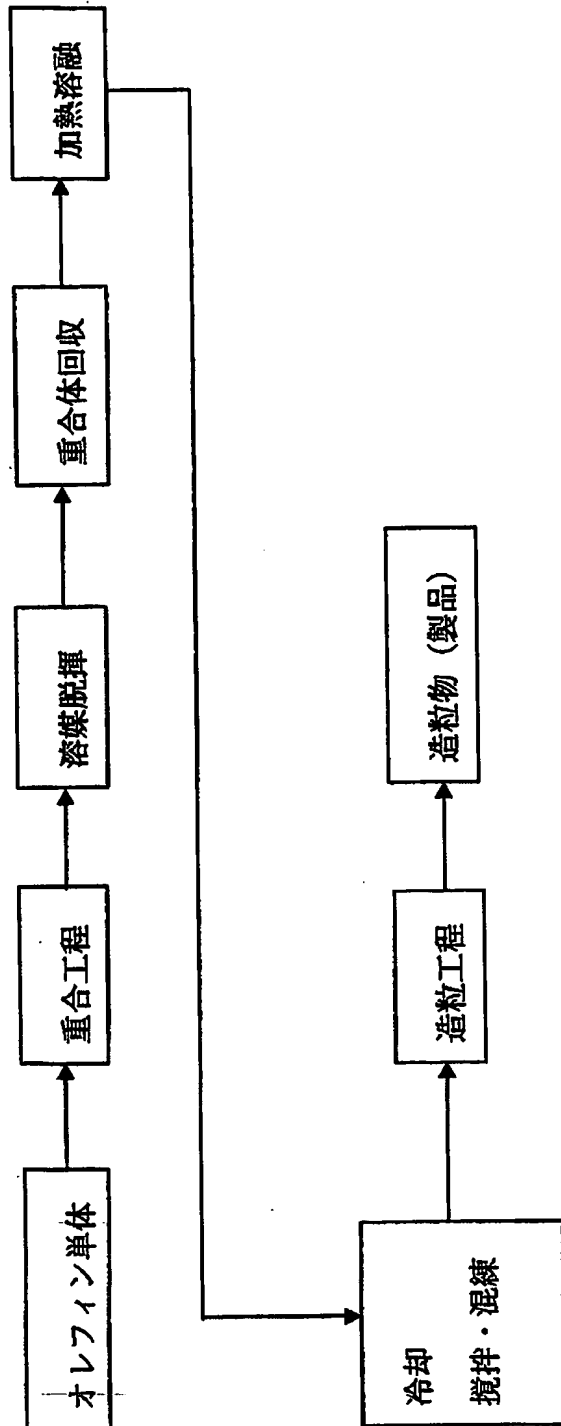 オレフィン単体
重合工程
溶媒脱揮
重合体回収
加熱溶融
冷却
撹拌・混練
造粒工程
造粒物（製品）